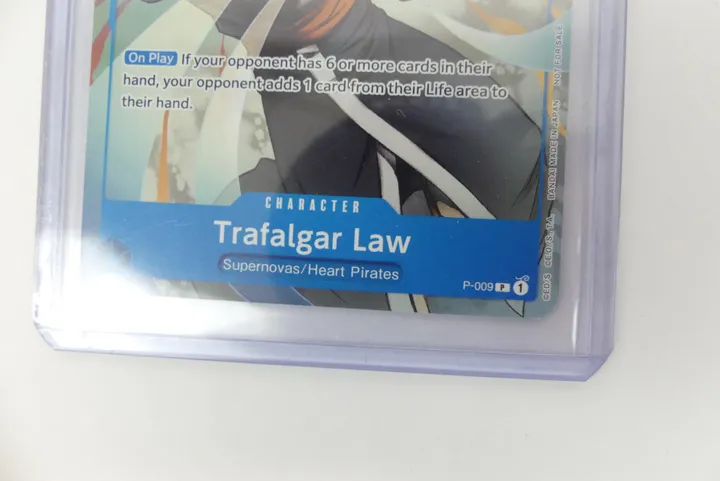 On Play If your opponent has 6 or more cards in their
hand, your opponent adds 1 card from their Life area to
their hand.
CHARACTER
Trafalgar Law
Supernovas/Heart Pirates
P-009 P 1
©EO/S ©E.O./S.,T.A. BANDAI MADE IN JAPAN NOT FOR SALE